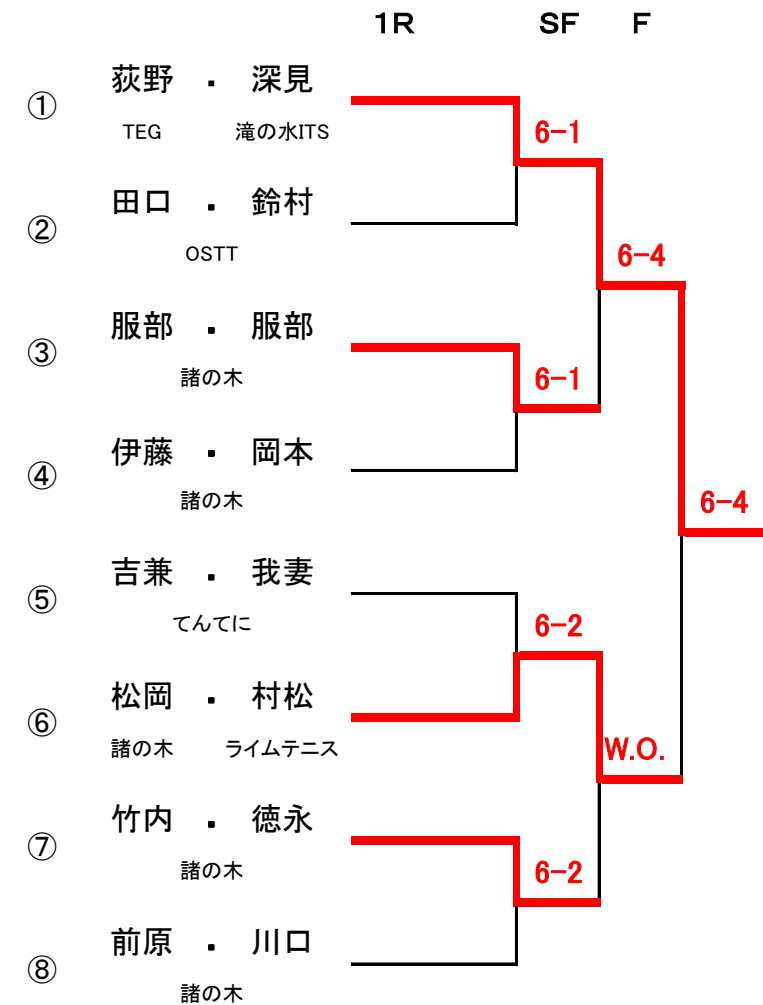 1R SF F
① 荻野 ・ 深見
TEG 滝の水ITS
6-1
② 田口 ・ 鈴村
OSTT
6-4
③ 服部 ・ 服部
諸の木
6-1
④ 伊藤 ・ 岡本
諸の木
6-4
⑤ 吉兼 ・ 我妻
てんてに
6-2
⑥ 松岡 ・ 村松
諸の木 ライムテニス
W.O.
⑦ 竹内 ・ 徳永
諸の木
6-2
⑧ 前原 ・ 川口
諸の木